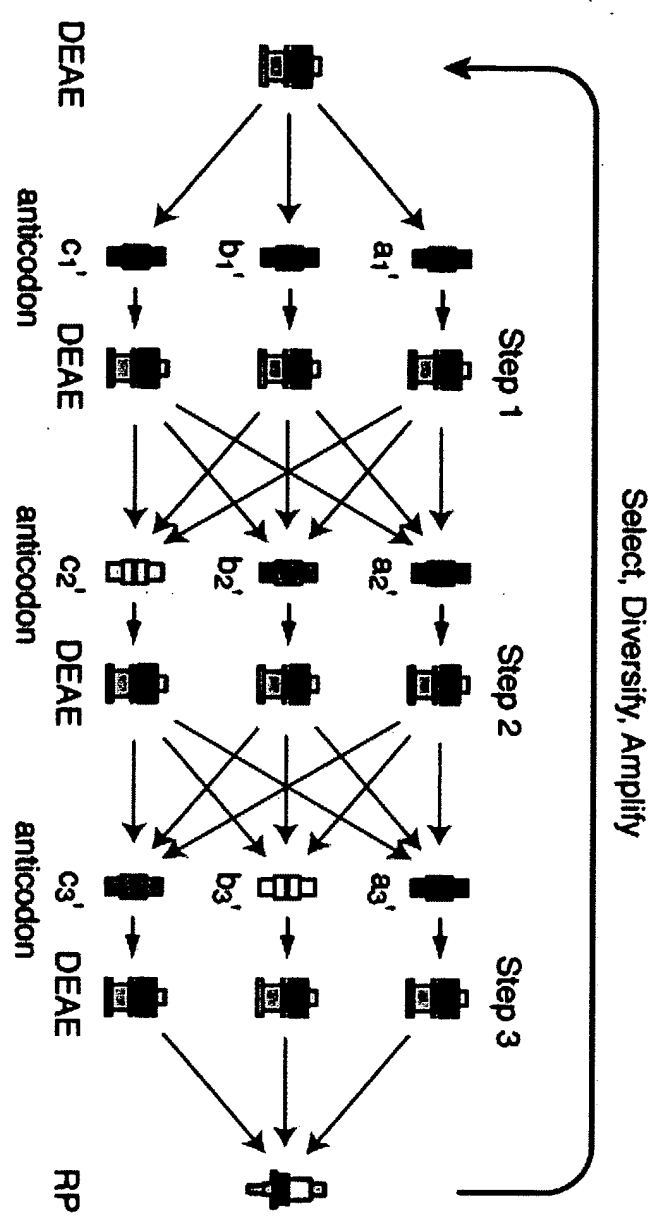 Select, Diversify, Amplify
Step 1 Step 2 Step 3
a₁' a₂' a₃'
b₁' b₂' b₃'
DEAE c₁' DEAE c₂' DEAE c₃' DEAE RP
anticodon anticodon anticodon